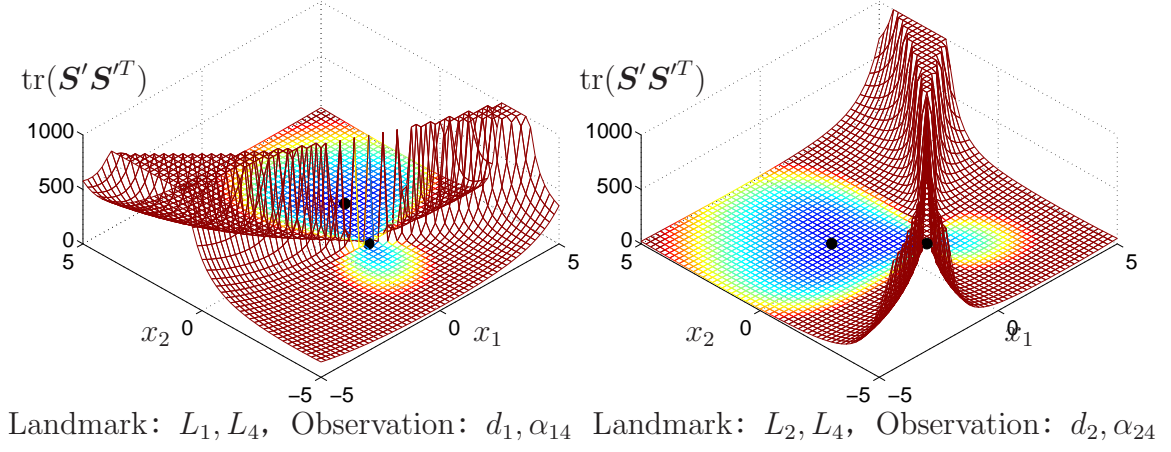 tr(S′S′ᵀ)
1000
500
0
5
x₂
0
−5
−5
0
x₁
5
Landmark: L₁, L₄, Observation: d₁, α₁₄
tr(S′S′ᵀ)
1000
500
0
5
x₂
0
−5
−5
0
x₁
5
Landmark: L₂, L₄, Observation: d₂, α₂₄